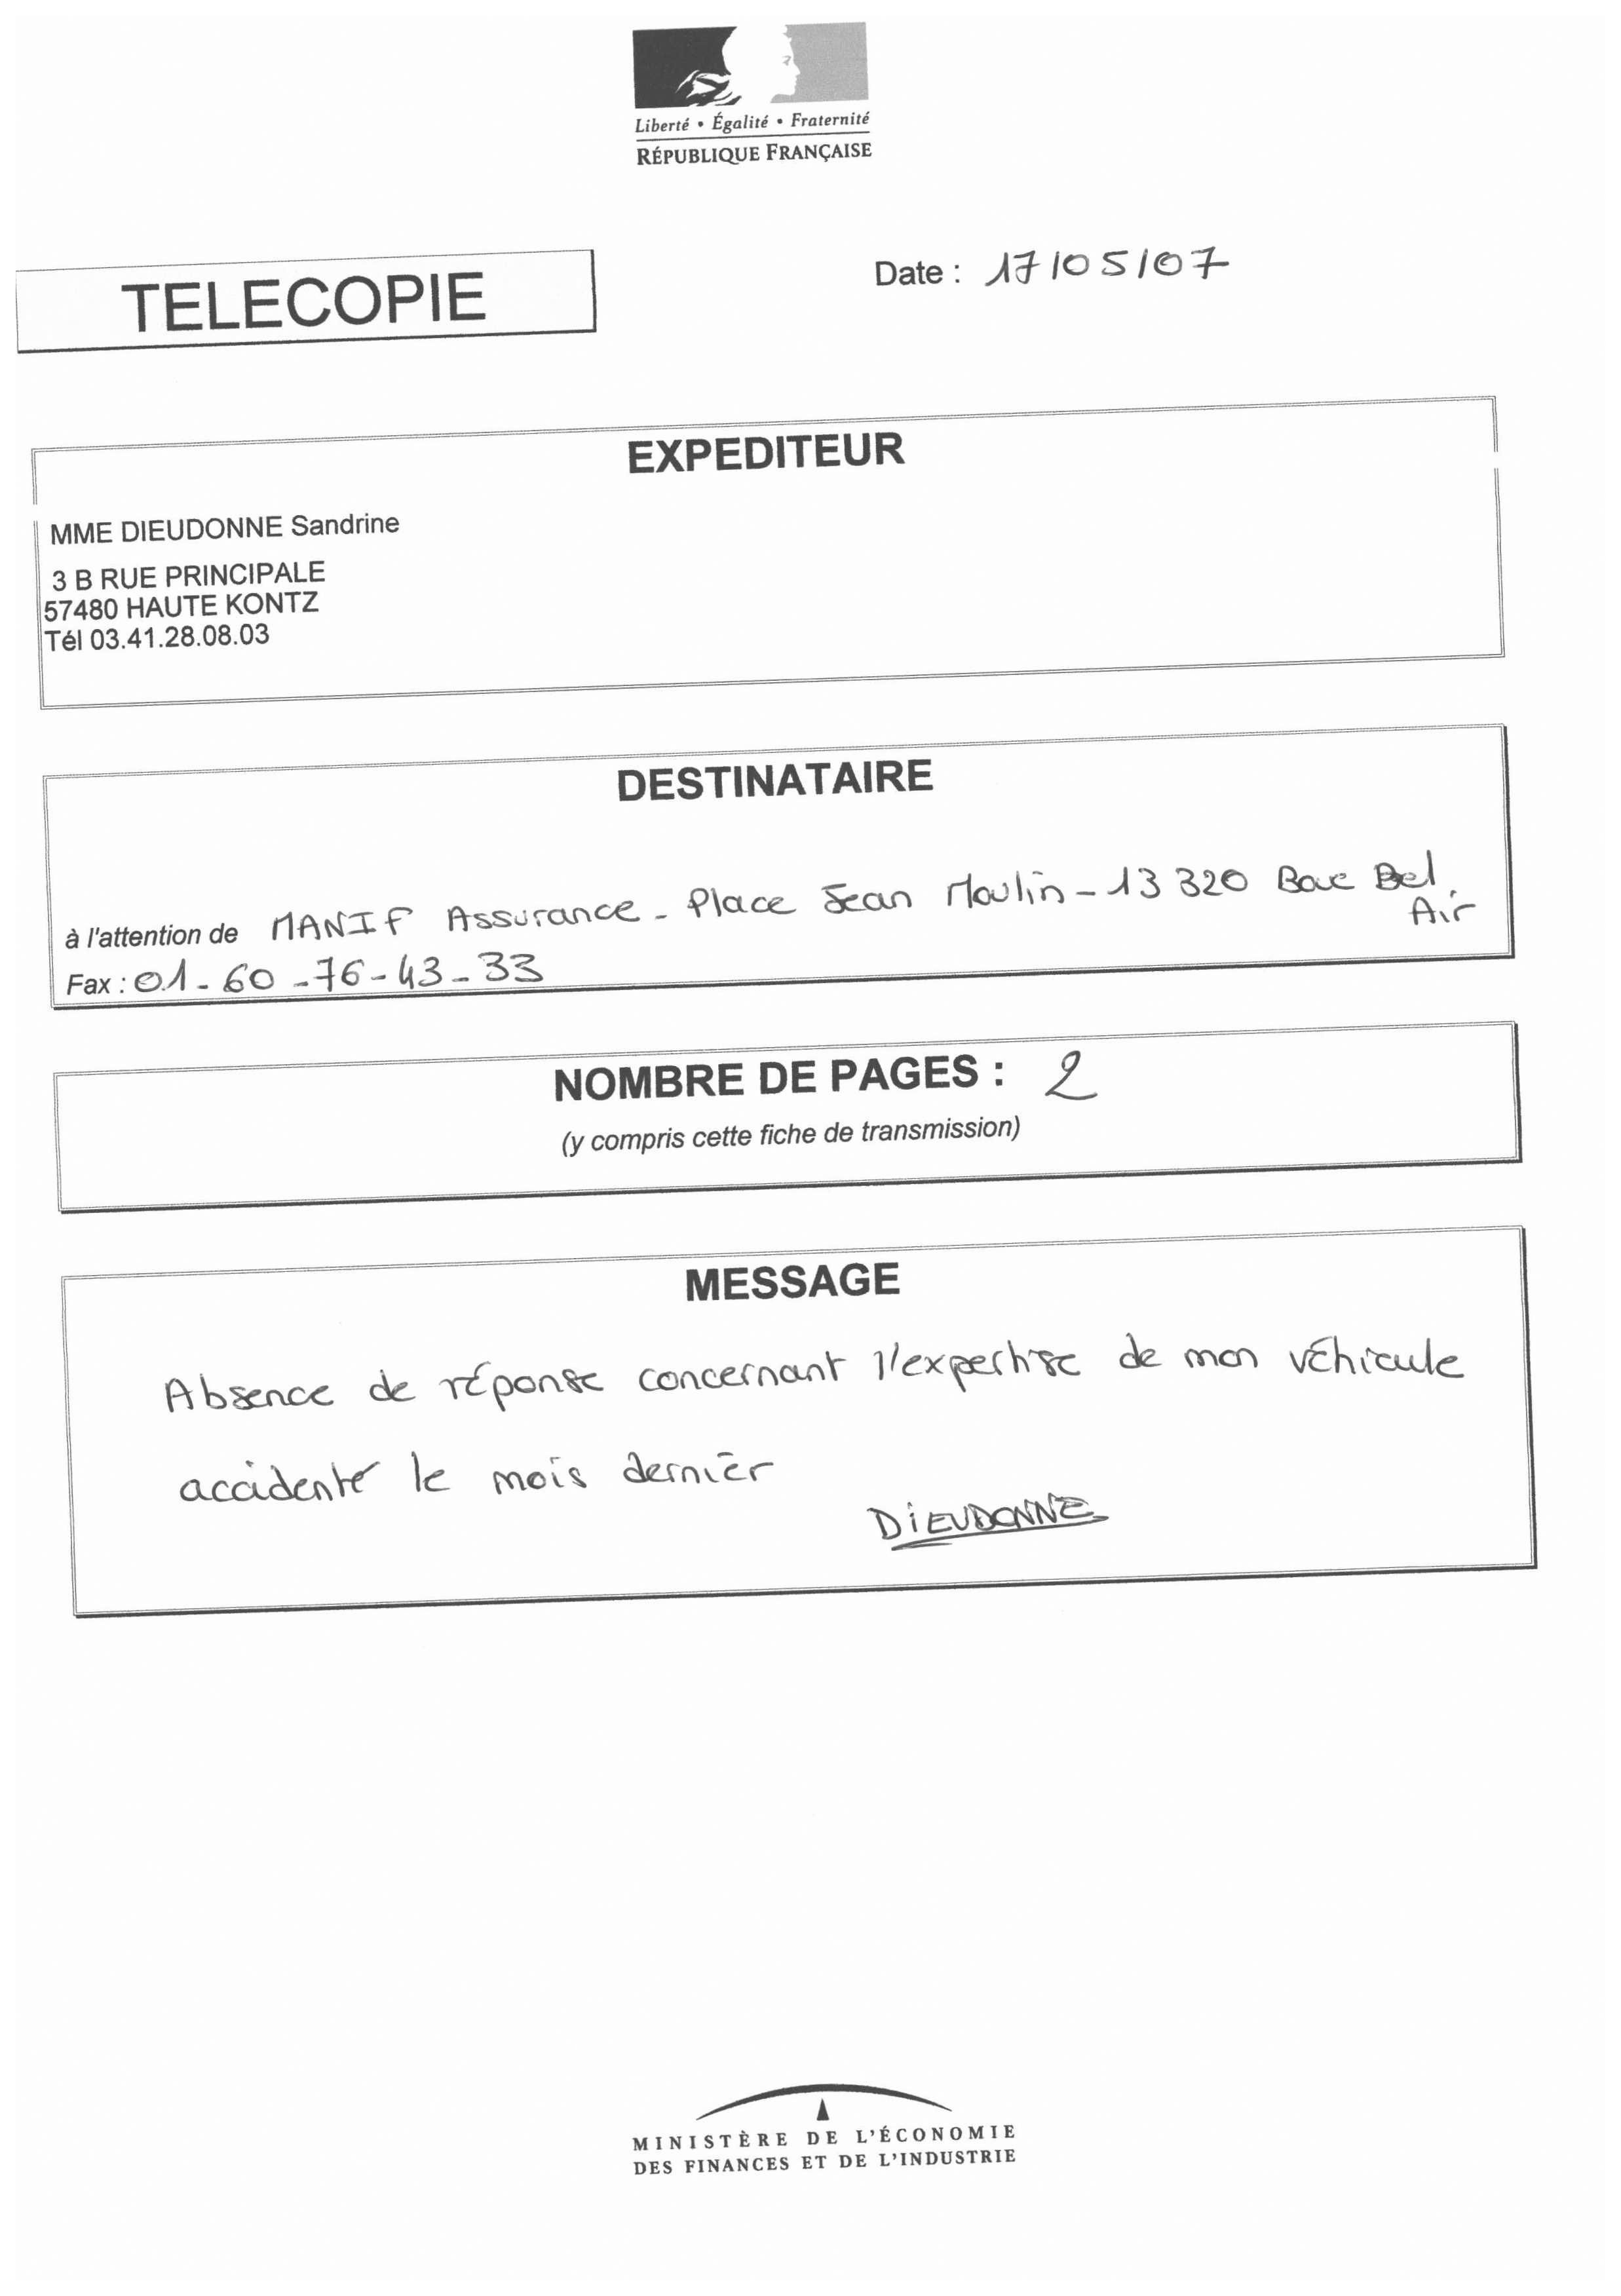 Liberté • Égalité • Fraternité
RÉPUBLIQUE FRANÇAISE
TELECOPIE
Date : 17/05/07
EXPEDITEUR
MME DIEUDONNE Sandrine
3 B RUE PRINCIPALE
57480 HAUTE KONTZ
Tél 03.41.28.08.03
DESTINATAIRE
à l'attention de MANIF Assurance - Place Jean Moulin - 13 320 Bouc Bel
Air
Fax : 01-60-76-43-33
NOMBRE DE PAGES : 2
(y compris cette fiche de transmission)
MESSAGE
Absence de réponse concernant l'expertise de mon véhicule
accidenté le mois dernier
DIEUDONNE
MINISTÈRE DE L'ÉCONOMIE
DES FINANCES ET DE L'INDUSTRIE